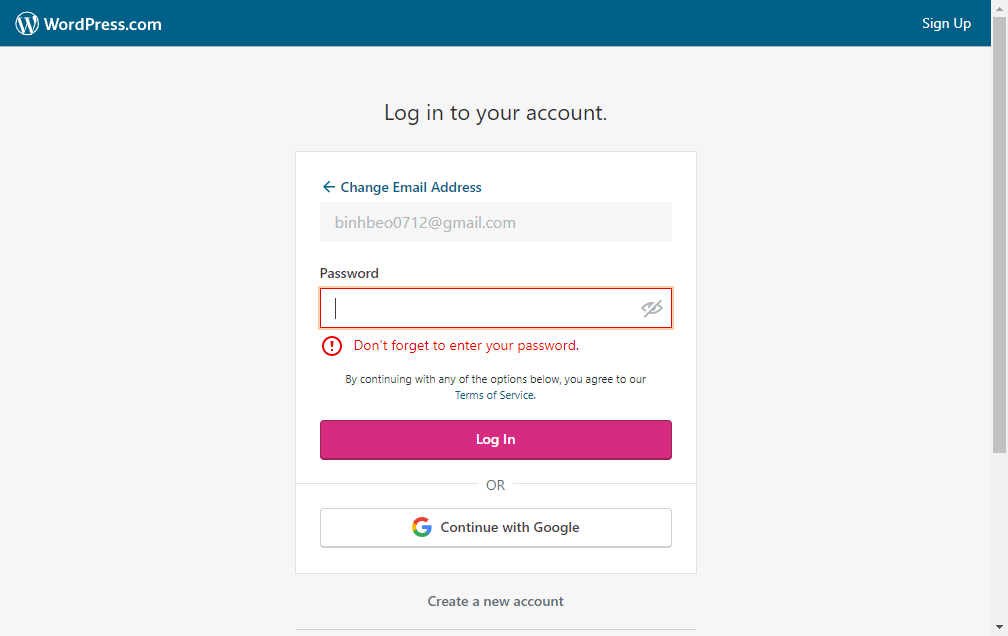 WordPress.com
Sign Up
Log in to your account.
Change Email Address
binhbeo0712@gmail.com
Password
Don't forget to enter your password.
By continuing with any of the options below, you agree to our
Terms of Service.
Log In
OR
Continue with Google
Create a new account